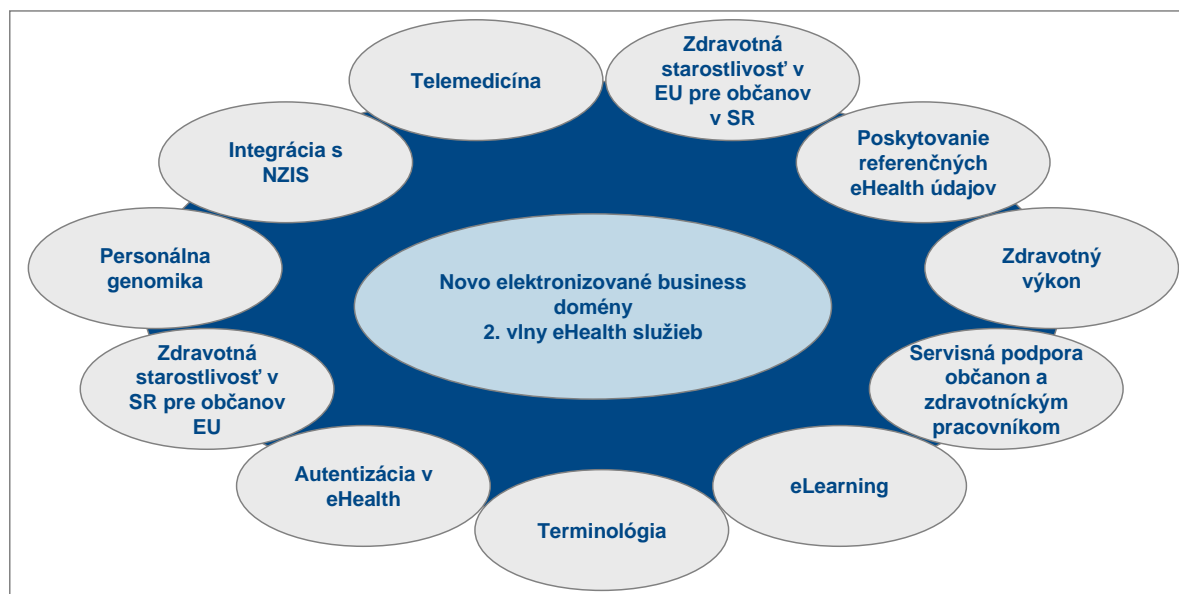 Telemedicína
Zdravotná
starostlivosť v
EU pre občanov
v SR
Integrácia s
NZIS
Poskytovanie
referenčných
eHealth údajov
Personálna
genomika
Zdravotný
výkon
Novo elektronizované business
domény
2. vlny eHealth služieb
Zdravotná
starostlivosť v
SR pre občanov
EU
Servisná podpora
občanon a
zdravotníckým
pracovníkom
Autentizácia v
eHealth
eLearning
Terminológia